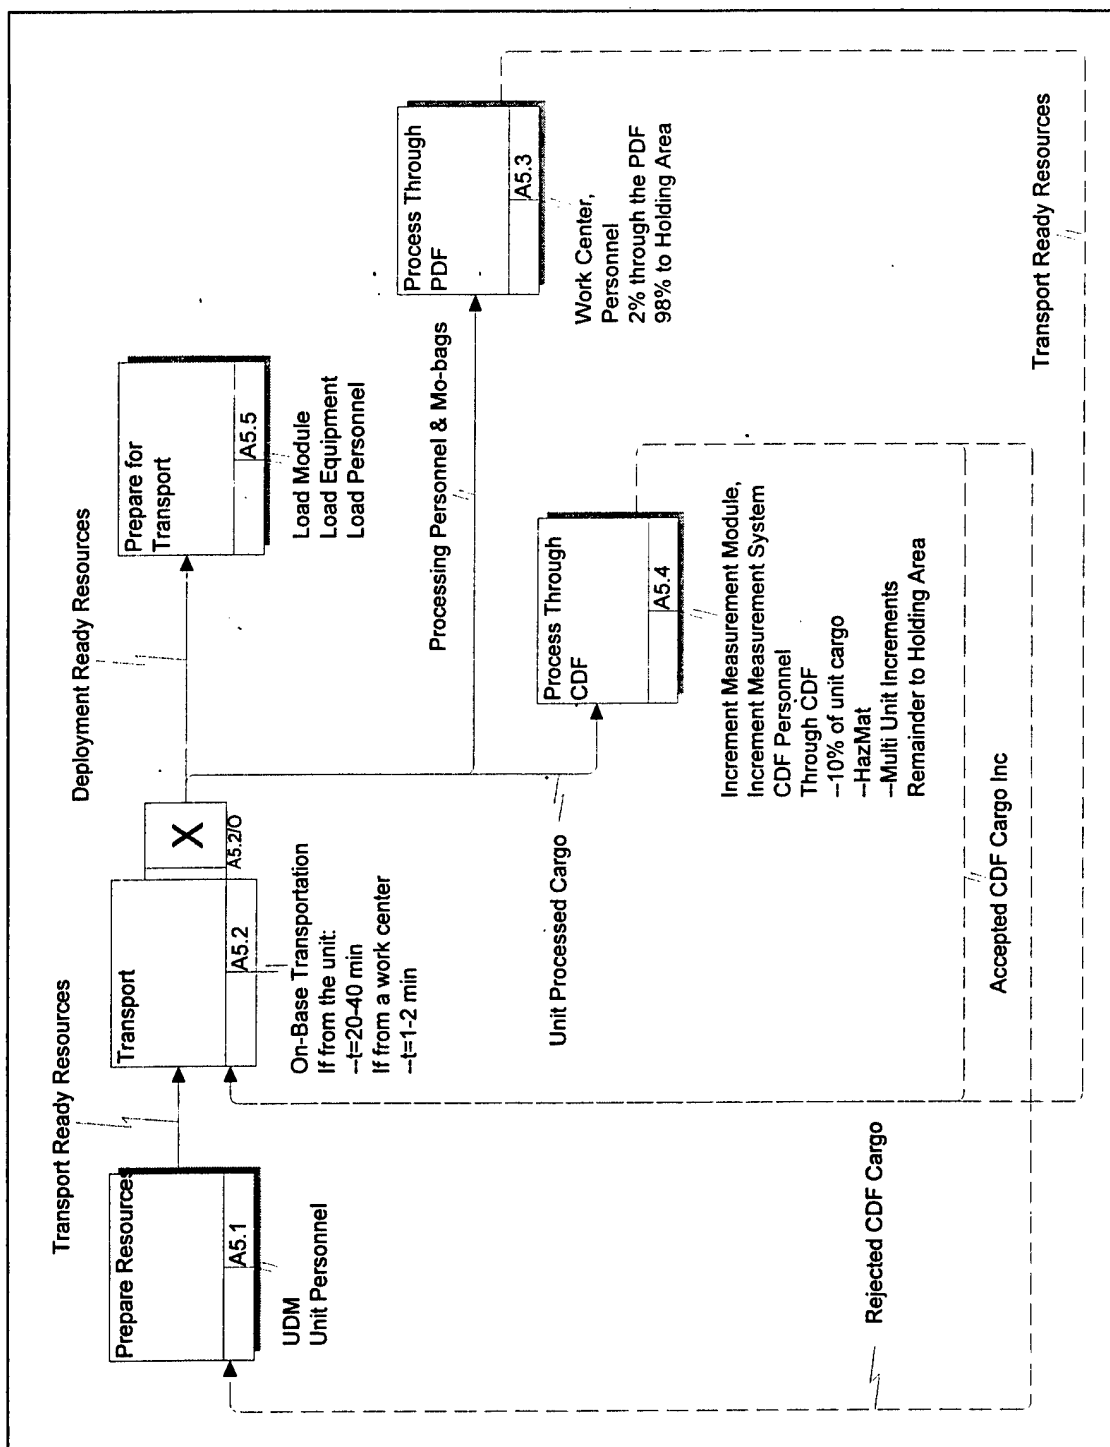 Transport Ready Resources
Prepare Resources
A5.1
UDM
Unit Personnel
Transport
A5.2
X
A5.2/O
On-Base Transportation
If from the unit:
--t=20-40 min
If from a work center
--t=1-2 min
Deployment Ready Resources
Prepare for
Transport
A5.5
Load Module
Load Equipment
Load Personnel
Processing Personnel & Mo-bags
Process Through
PDF
A5.3
Work Center,
Personnel
2% through the PDF
98% to Holding Area
Unit Processed Cargo
Process Through
CDF
A5.4
Increment Measurement Module,
Increment Measurement System
CDF Personnel
Through CDF
--10% of unit cargo
--HazMat
--Multi Unit Increments
Remainder to Holding Area
Rejected CDF Cargo
Accepted CDF Cargo Inc
Transport Ready Resources